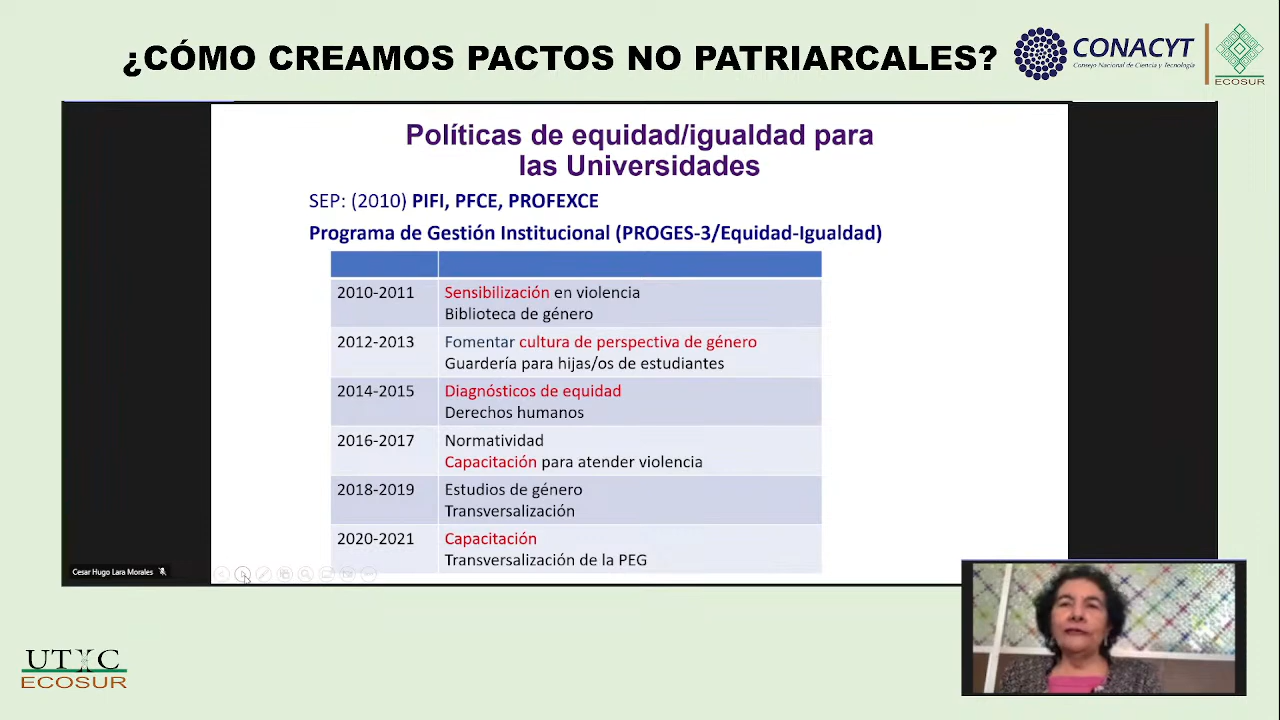 ¿CÓMO CREAMOS PACTOS NO PATRIARCALES?
CONACYT
Consejo Nacional de Ciencia y Tecnología
ECOSUR
Políticas de equidad/igualdad para
las Universidades
SEP: (2010) PIFI, PFCE, PROFEXCE
Programa de Gestión Institucional (PROGES-3/Equidad-Igualdad)
2010-2011
Sensibilización en violencia
Biblioteca de género
2012-2013
Fomentar cultura de perspectiva de género
Guardería para hijas/os de estudiantes
2014-2015
Diagnósticos de equidad
Derechos humanos
2016-2017
Normatividad
Capacitación para atender violencia
2018-2019
Estudios de género
Transversalización
2020-2021
Capacitación
Transversalización de la PEG
Cesar Hugo Lara Morales
UTIC
ECOSUR